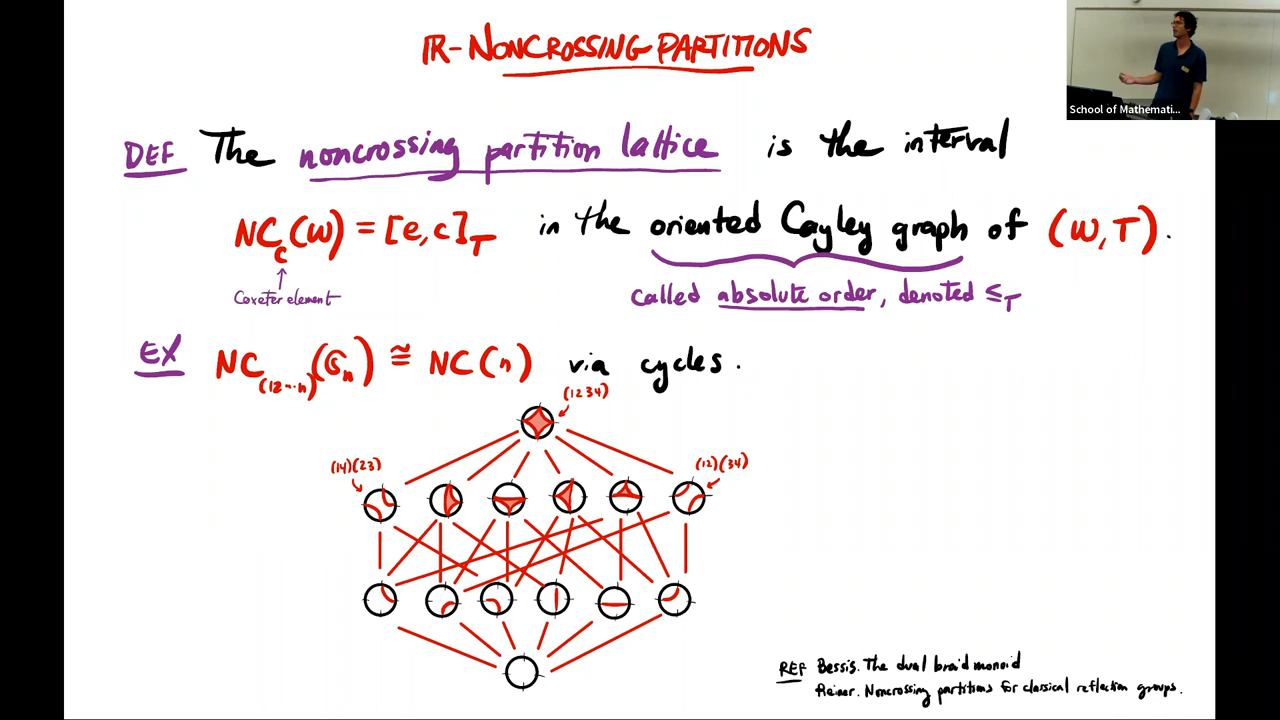 IR-NONCROSSING PARTITIONS
School of Mathemati...
DEF The noncrossing partition lattice is the interval
NC_c(W) = [e,c]_T in the oriented Cayley graph of (W,T).
Coxeter element
called absolute order, denoted ≤_T
EX NC_(12...n)(𝔖_n) ≅ NC(n) via cycles.
(1234)
(14)(23)
(12)(34)
REF Bessis. The dual braid monoid
Reiner. Noncrossing partitions for classical reflection groups.